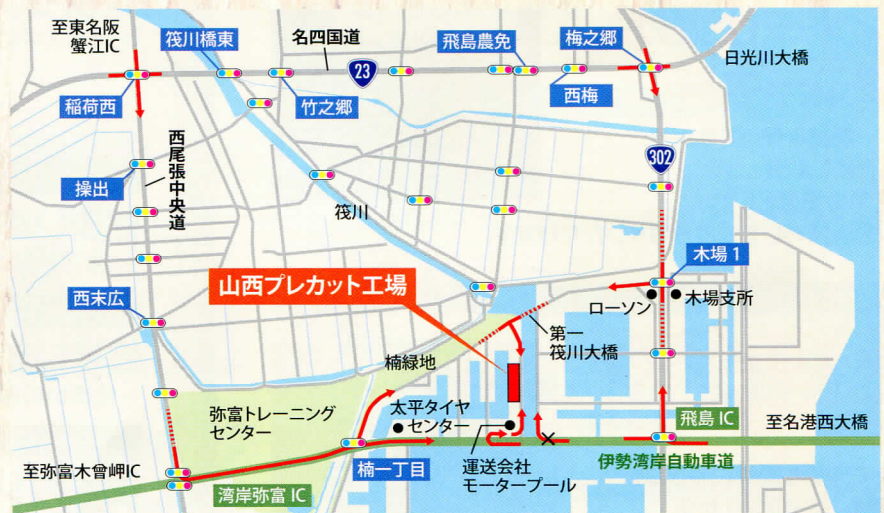 至東名阪
蟹江IC
筏川橋東
名四国道
飛島農免
梅之郷
日光川大橋
23
稲荷西
竹之郷
西梅
西尾張中央道
302
操出
筏川
山西プレカット工場
木場1
西末広
ローソン
木場支所
第一
筏川大橋
楠緑地
弥富トレーニング
センター
太平タイヤ
センター
飛島IC
至名港西大橋
至弥富木曾岬IC
楠一丁目
運送会社
モータープール
伊勢湾岸自動車道
湾岸弥富IC